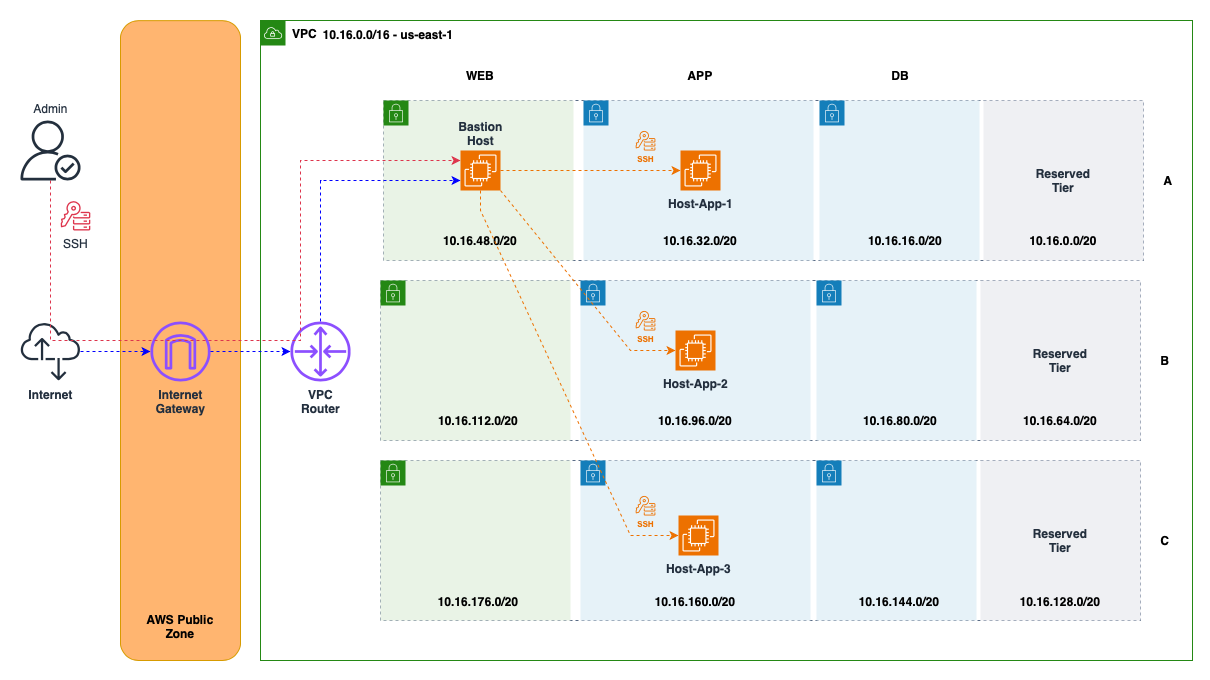 VPC 10.16.0.0/16 - us-east-1
WEB
APP
DB
Admin
SSH
Internet
Internet
Gateway
AWS Public
Zone
VPC
Router
Bastion
Host
10.16.48.0/20
SSH
Host-App-1
10.16.32.0/20
10.16.16.0/20
Reserved
Tier
10.16.0.0/20
A
10.16.112.0/20
SSH
Host-App-2
10.16.96.0/20
10.16.80.0/20
Reserved
Tier
10.16.64.0/20
B
10.16.176.0/20
SSH
Host-App-3
10.16.160.0/20
10.16.144.0/20
Reserved
Tier
10.16.128.0/20
C